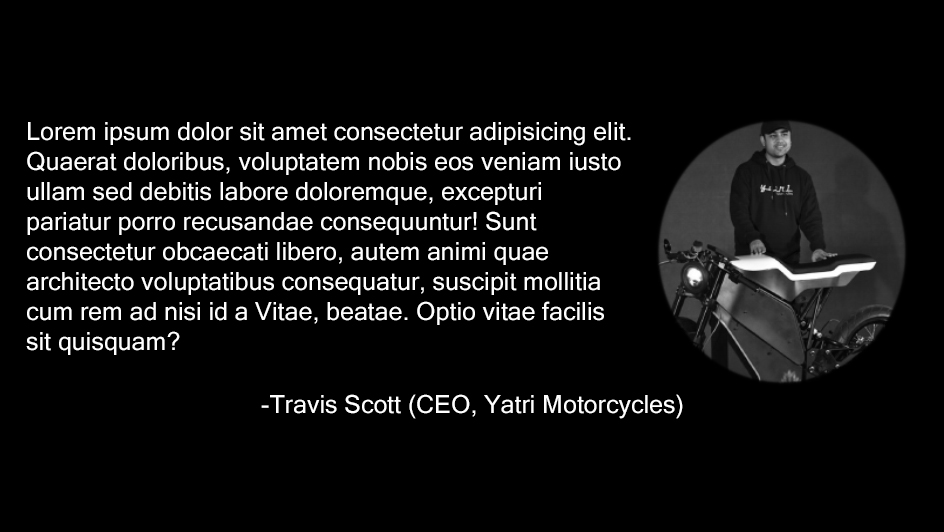 Lorem ipsum dolor sit amet consectetur adipisicing elit.
Quaerat doloribus, voluptatem nobis eos veniam iusto
ullam sed debitis labore doloremque, excepturi
pariatur porro recusandae consequuntur! Sunt
consectetur obcaecati libero, autem animi quae
architecto voluptatibus consequatur, suscipit mollitia
cum rem ad nisi id a Vitae, beatae. Optio vitae facilis
sit quisquam?
-Travis Scott (CEO, Yatri Motorcycles)